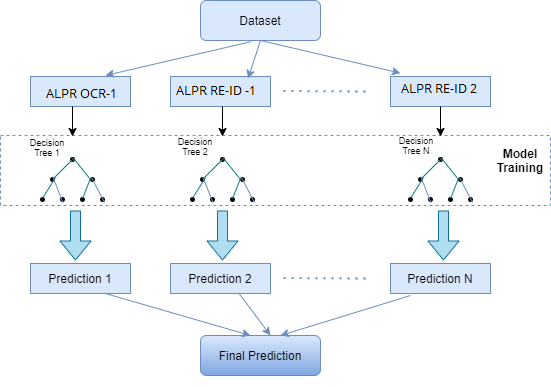 Dataset
ALPR OCR-1
ALPR RE-ID -1
ALPR RE-ID 2
Decision
Tree 1
Decision
Tree 2
Decision
Tree N
Model
Training
Prediction 1
Prediction 2
Prediction N
Final Prediction